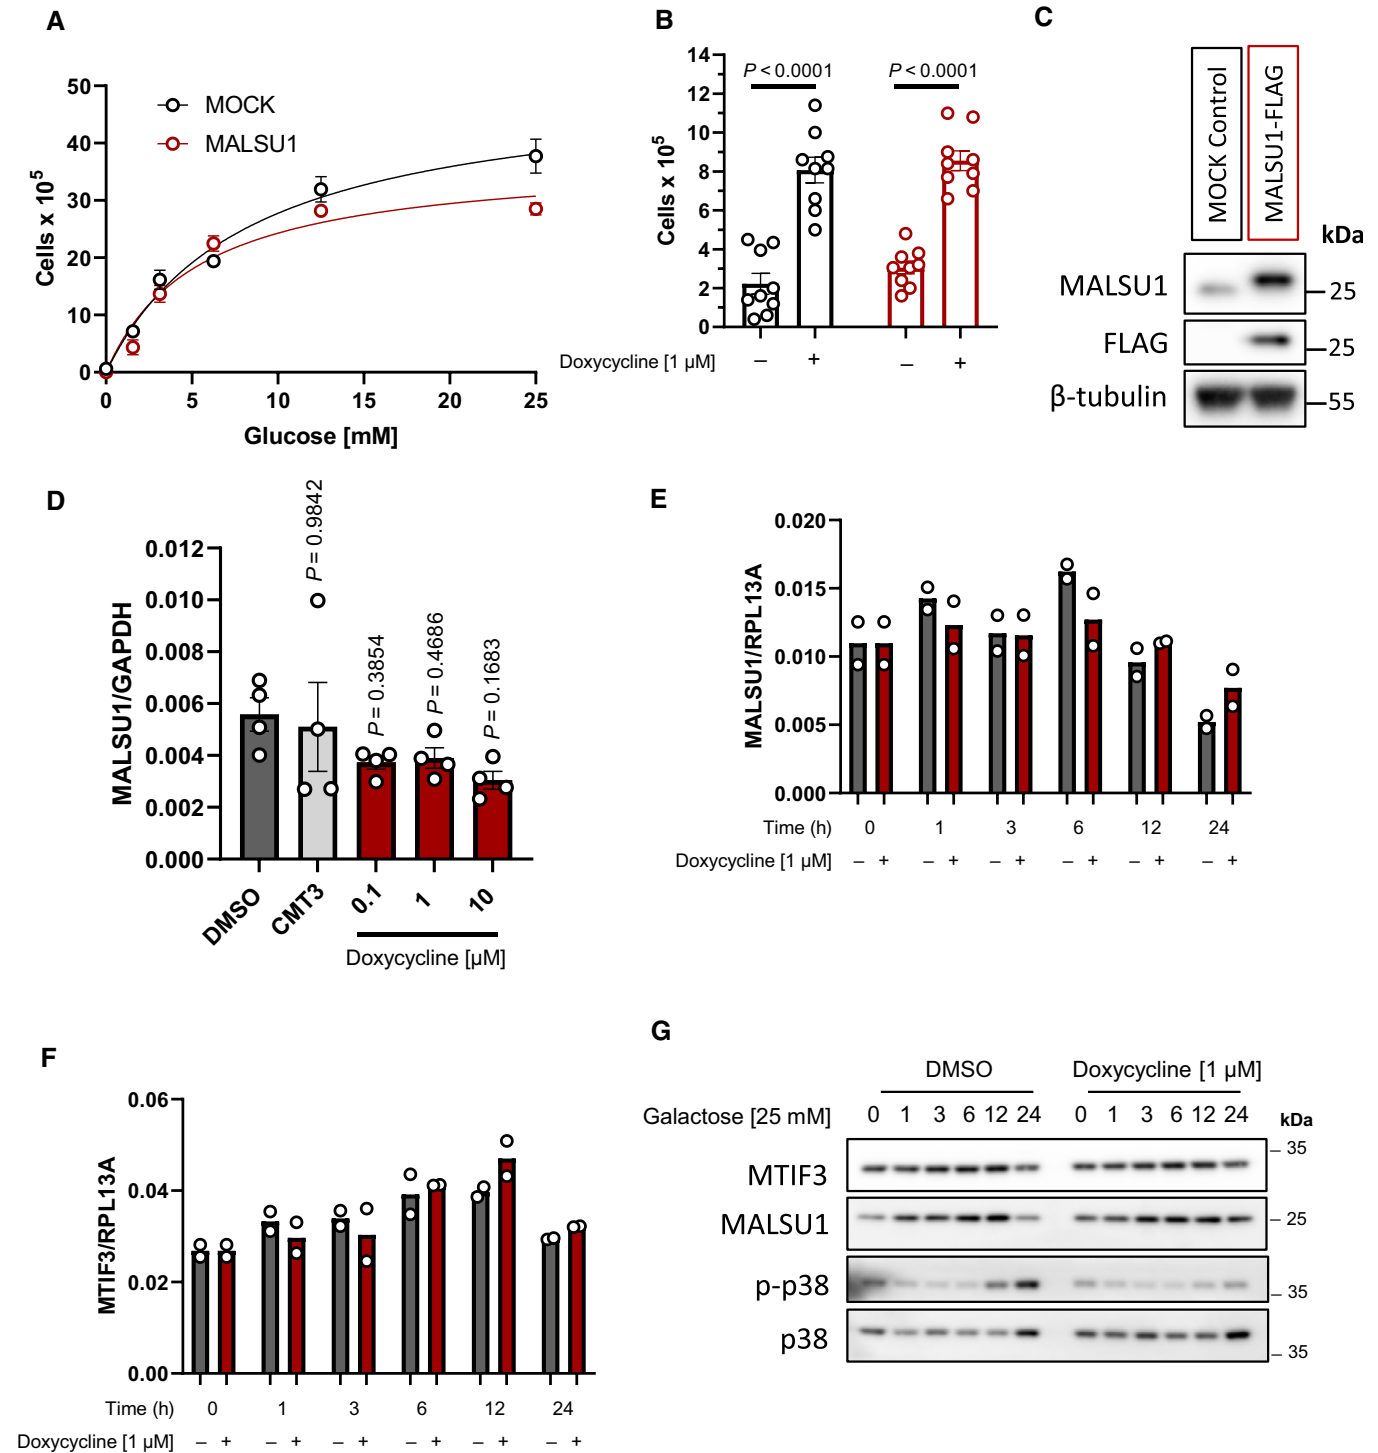 A
50
40
30
20
10
0
Cells x 10⁵
MOCK
MALSU1
0 5 10 15 20 25
Glucose [mM]
B
14
12
10
8
6
4
2
0
Cells x 10⁵
P < 0.0001 P < 0.0001
Doxycycline [1 µM] – + – +
C
MOCK Control
MALSU1-FLAG
kDa
MALSU1 25
FLAG 25
β-tubulin 55
D
0.012
0.010
0.008
0.006
0.004
0.002
0.000
MALSU1/GAPDH
P = 0.9842
P = 0.3854
P = 0.4686
P = 0.1683
DMSO CMT3 0.1 1 10
Doxycycline [µM]
E
0.020
0.015
0.010
0.005
0.000
MALSU1/RPL13A
Time (h) 0 1 3 6 12 24
Doxycycline [1 µM] – + – + – + – + – + – +
F
0.06
0.04
0.02
0.00
MTIF3/RPL13A
Time (h) 0 1 3 6 12 24
Doxycycline [1 µM] – + – + – + – + – + – +
G
DMSO Doxycycline [1 µM]
Galactose [25 mM] 0 1 3 6 12 24 0 1 3 6 12 24 kDa
MTIF3 35
MALSU1 25
p-p38 35
p38 35